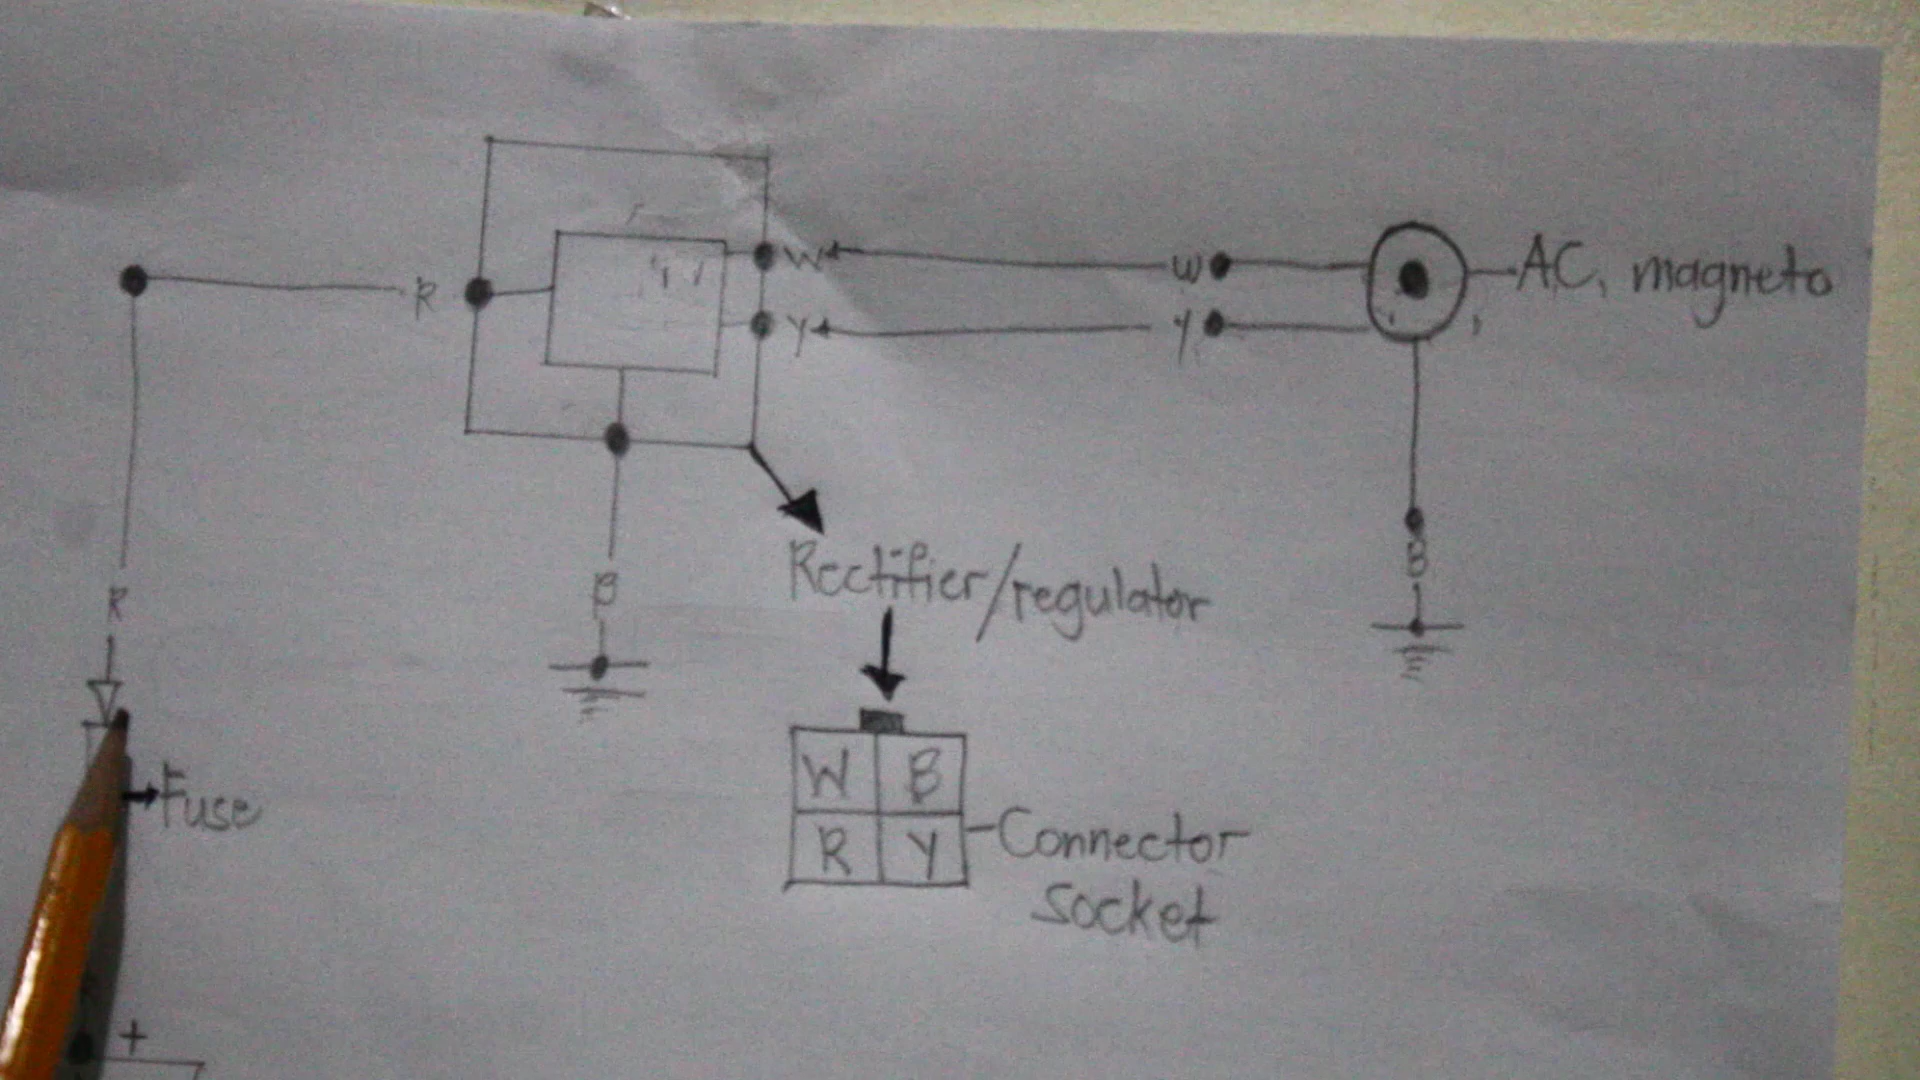 W
W
AC, magneto
R
Y
Y
B
B
R
Rectifier/regulator
Fuse
W B
R Y
Connector
socket
+